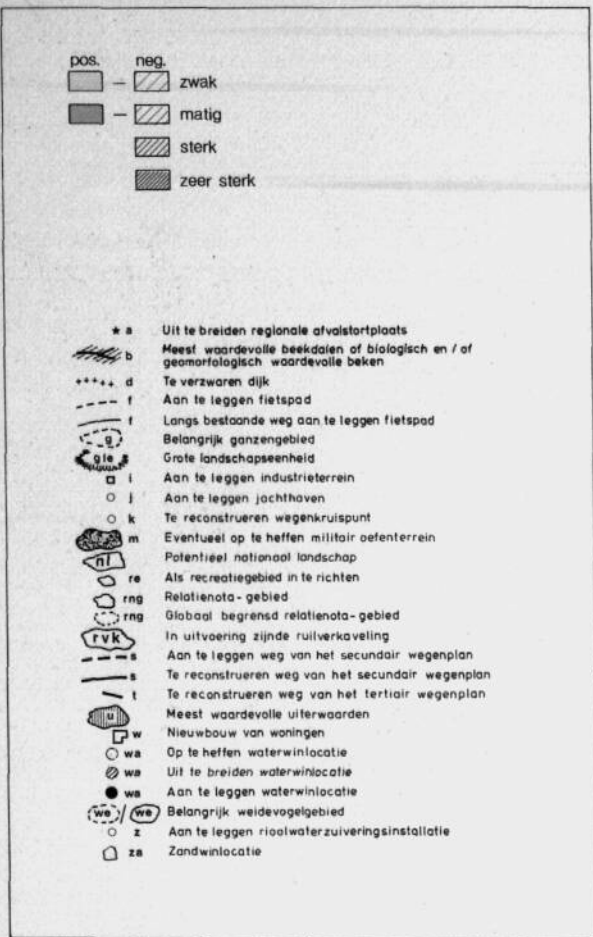 pos. neg.
– zwak
– matig
sterk
zeer sterk
★ a Uit te breiden regionale afvalstortplaats
b Meest waardevolle beekdalen of biologisch en / of
geomorfologisch waardevolle beken
+++++ d Te verzwaren dijk
f Aan te leggen fietspad
f Langs bestaande weg aan te leggen fietspad
g Belangrijk ganzengebied
gle s Grote landschapseenheid
i Aan te leggen industrieterrein
j Aan te leggen jachthaven
k Te reconstrueren wegenkruispunt
m Eventueel op te heffen militair oefenterrein
nl Potentieel nationaal landschap
re Als recreatiegebied in te richten
rng Relatienota-gebied
rng Globaal begrensd relatienota-gebied
rvk In uitvoering zijnde ruilverkaveling
s Aan te leggen weg van het secundair wegenplan
s Te reconstrueren weg van het secundair wegenplan
t Te reconstrueren weg van het tertiair wegenplan
u Meest waardevolle uiterwaarden
w Nieuwbouw van woningen
wa Op te heffen waterwinlocatie
wa Uit te breiden waterwinlocatie
wa Aan te leggen waterwinlocatie
we / we Belangrijk weidevogelgebied
z Aan te leggen rioolwaterzuiveringsinstallatie
za Zandwinlocatie